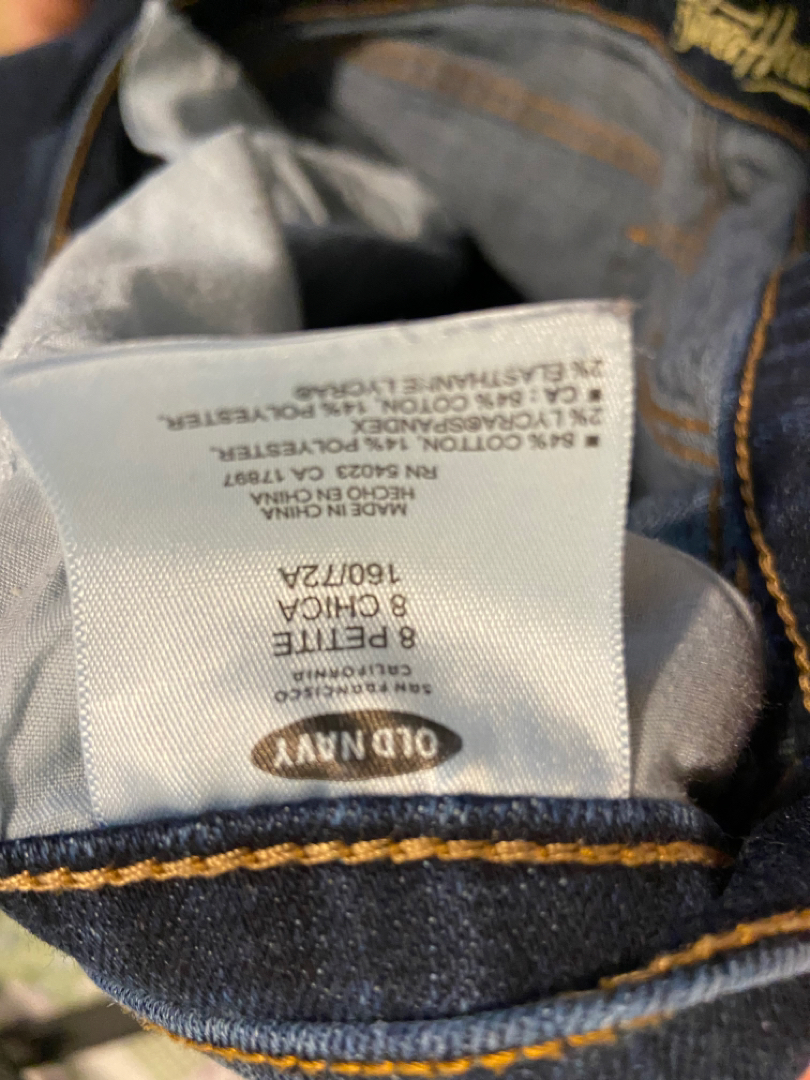 OLD NAVY
SAN FRANCISCO
CALIFORNIA
8 PETITE
8 CHICA
160/72A
MADE IN CHINA
HECHO EN CHINA
RN 54023 CA 17897
■ 84% COTTON, 14% POLYESTER,
2% LYCRA®SPANDEX
■ CA : 84% COTON, 14% POLYESTER,
2% ÉLASTHANNE LYCRA®